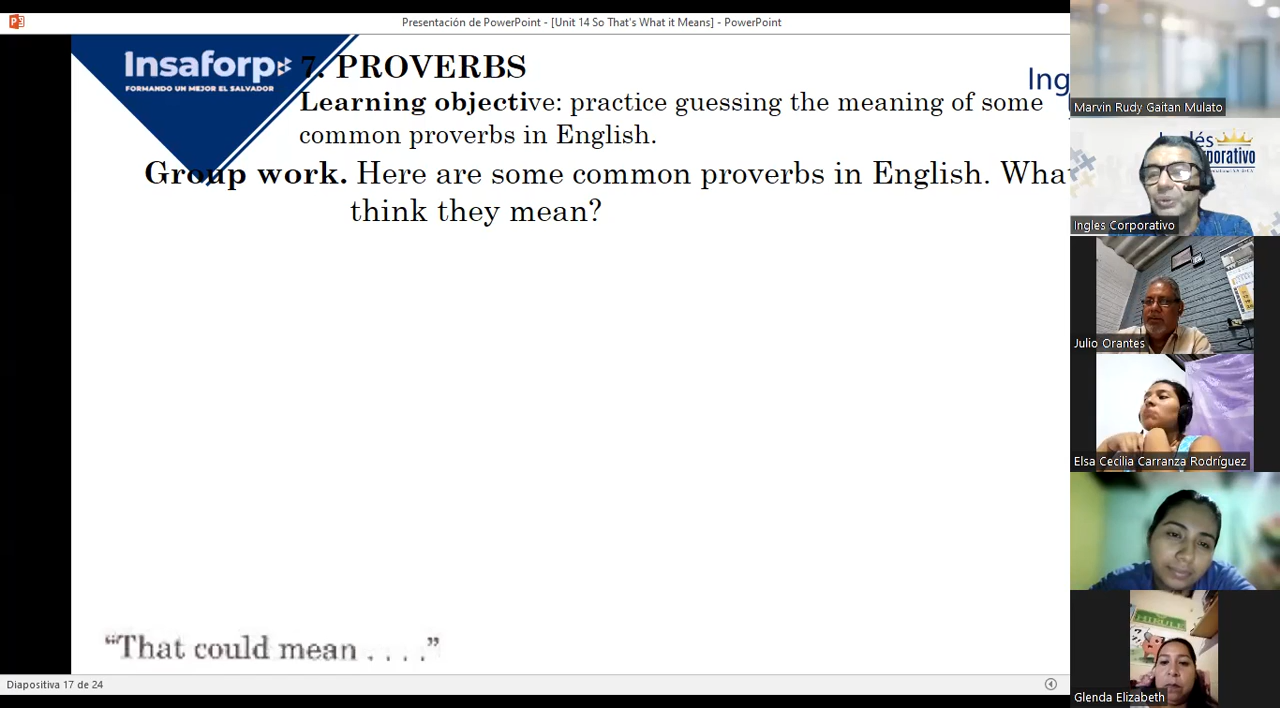 Presentación de PowerPoint - [Unit 14 So That's What it Means] - PowerPoint
Insaforp
FORMANDO UN MEJOR EL SALVADOR
7. PROVERBS
Ing
Learning objective: practice guessing the meaning of some
common proverbs in English.
Group work. Here are some common proverbs in English. Wha
think they mean?
"That could mean . . . ."
Diapositiva 17 de 24
Marvin Rudy Gaitan Mulato
Ingles Corporativo
Julio Orantes
Elsa Cecilia Carranza Rodríguez
Glenda Elizabeth